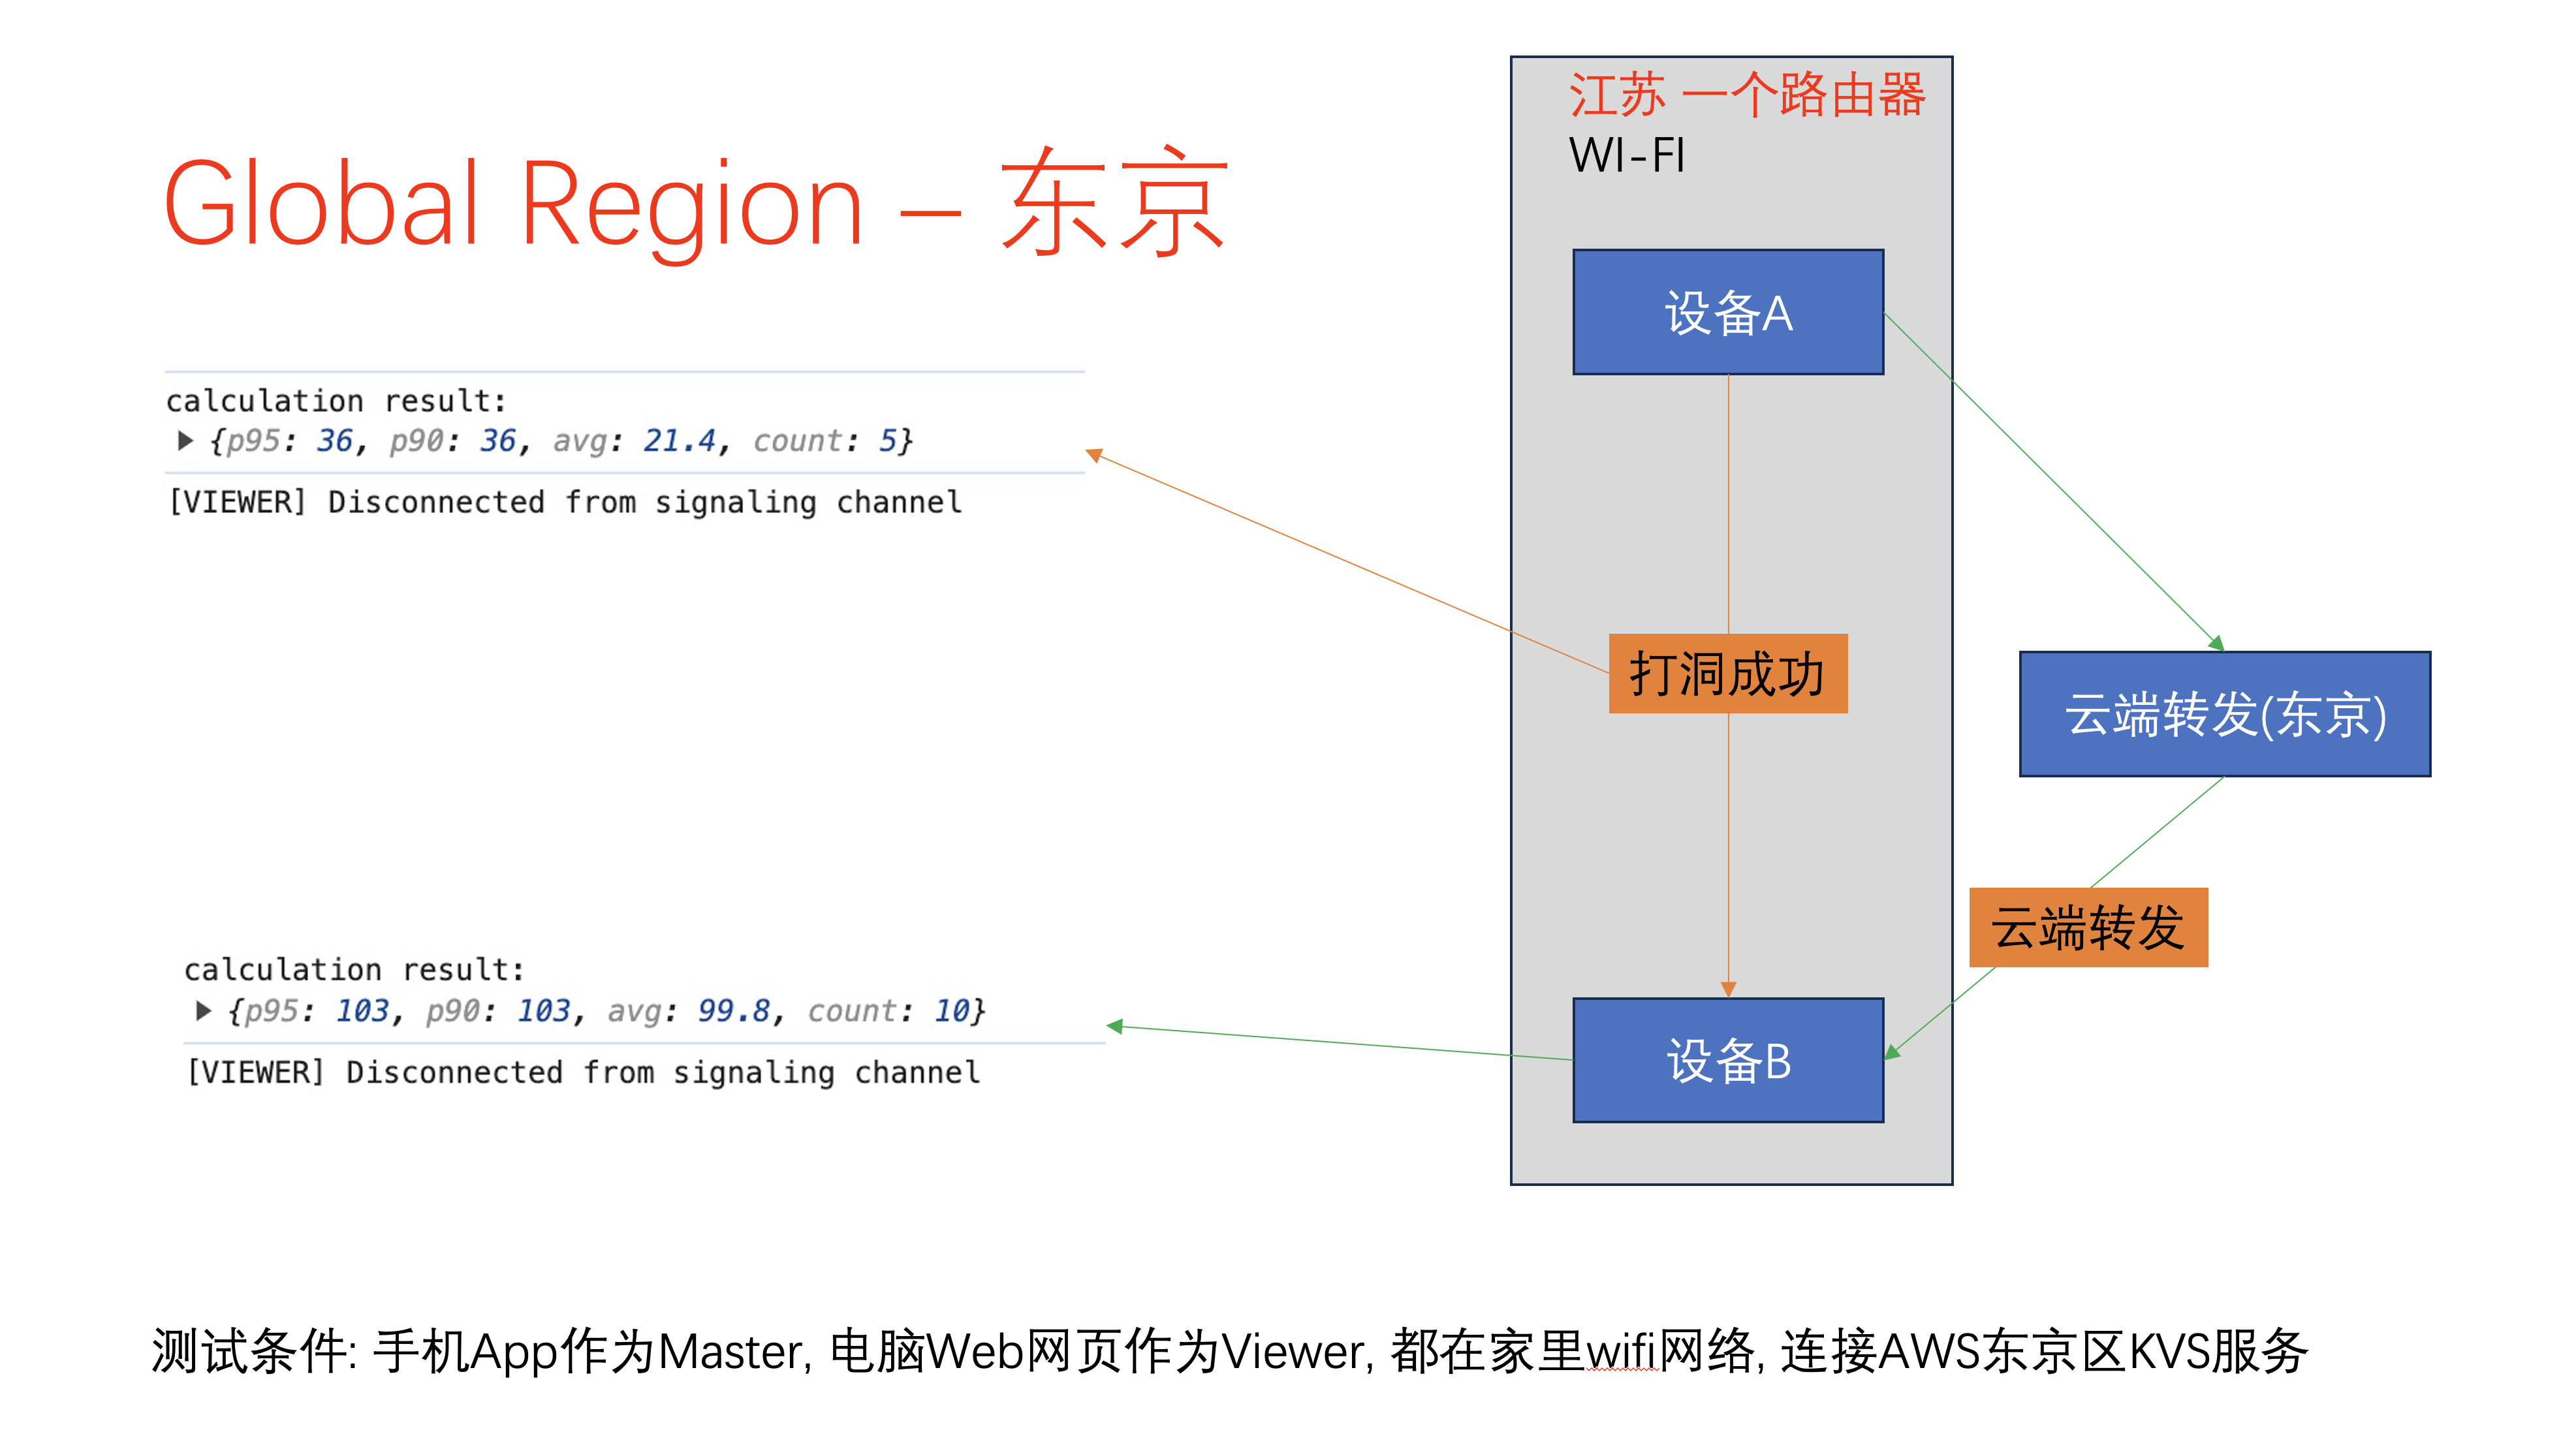 Global Region – 东京
calculation result:
{p95: 36, p90: 36, avg: 21.4, count: 5}
[VIEWER] Disconnected from signaling channel
calculation result:
{p95: 103, p90: 103, avg: 99.8, count: 10}
[VIEWER] Disconnected from signaling channel
江苏 一个路由器
WI-FI
设备A
打洞成功
云端转发(东京)
云端转发
设备B
测试条件: 手机App作为Master, 电脑Web网页作为Viewer, 都在家里wifi网络, 连接AWS东京区KVS服务